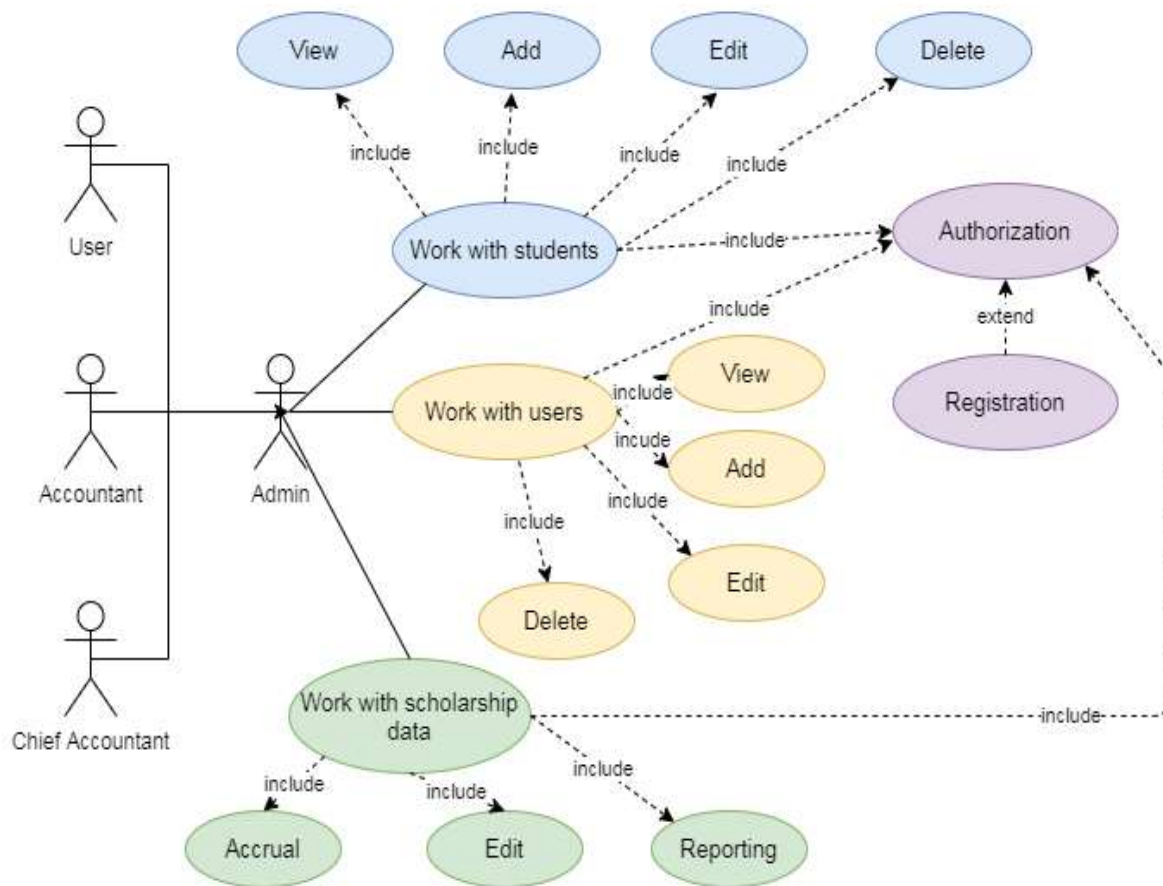 View
Add
Edit
Delete
include
include
include
include
User
Work with students
include
Authorization
include
extend
Accountant
Admin
Work with users
include
View
incude
Add
Registration
include
include
Edit
Delete
Chief Accountant
Work with scholarship
data
include
include
include
include
Accrual
Edit
Reporting